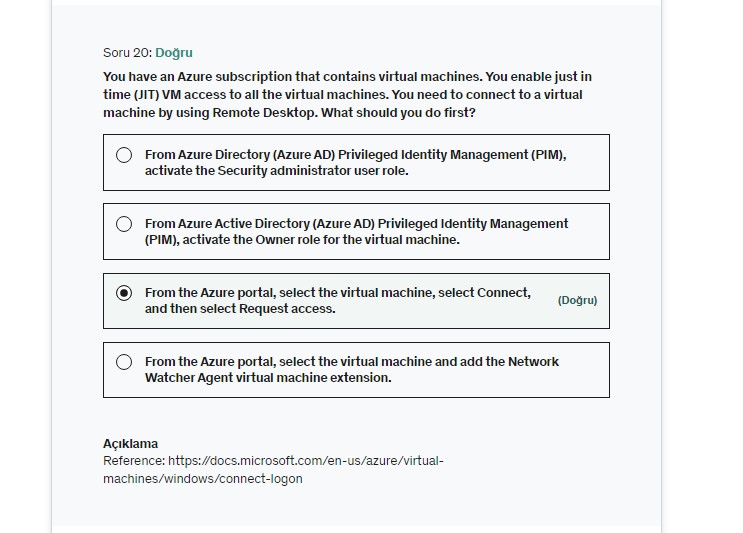 Soru 20: Doğru
You have an Azure subscription that contains virtual machines. You enable just in
time (JIT) VM access to all the virtual machines. You need to connect to a virtual
machine by using Remote Desktop. What should you do first?
From Azure Directory (Azure AD) Privileged Identity Management (PIM),
activate the Security administrator user role.
From Azure Active Directory (Azure AD) Privileged Identity Management
(PIM), activate the Owner role for the virtual machine.
From the Azure portal, select the virtual machine, select Connect,
and then select Request access.
(Doğru)
From the Azure portal, select the virtual machine and add the Network
Watcher Agent virtual machine extension.
Açıklama
Reference: https://docs.microsoft.com/en-us/azure/virtual-
machines/windows/connect-logon